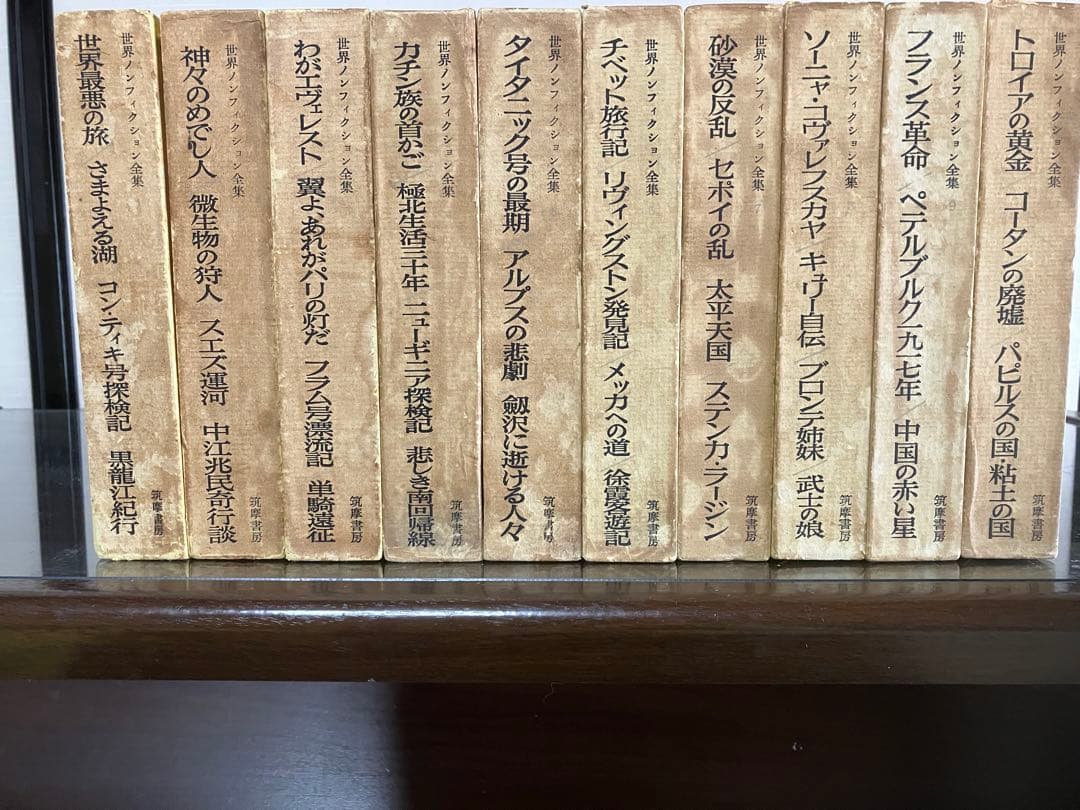 世界ノンフィクション全集
世界最悪の旅 さまよえる湖 コン・ティキ号探検記 黒龍江紀行
筑摩書房
世界ノンフィクション全集
神々のめでし人 微生物の狩人 スエズ運河 中江兆民奇行談
筑摩書房
世界ノンフィクション全集
わがエヴェレスト 翼よ、あれがパリの灯だ フラム号漂流記 単騎遠征
筑摩書房
世界ノンフィクション全集
カチン族の首かご／極北生活三十年 ニューギニア探検記 悲しき南回帰線
筑摩書房
世界ノンフィクション全集
タイタニック号の最期 アルプスの悲劇 劔沢に逝ける人々
筑摩書房
世界ノンフィクション全集
チベット旅行記 リヴィングストン発見記／メッカへの道 徐霞客遊記
筑摩書房
世界ノンフィクション全集 7
砂漠の反乱／セポイの乱 太平天国 ステンカ・ラージン
筑摩書房
世界ノンフィクション全集
ソーニャ・コヴァレフスカヤ キュリー自伝／ブロンテ姉妹／武士の娘
筑摩書房
世界ノンフィクション全集 9
フランス革命／ペテルブルク一九一七年／中国の赤い星
筑摩書房
世界ノンフィクション全集
トロイアの黄金 コータンの廃墟 パピルスの国・粘土の国
筑摩書房